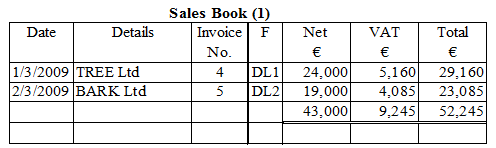 Sales Book (1)
Date Details Invoice No. F Net € VAT € Total €
1/3/2009 TREE Ltd 4 DL1 24,000 5,160 29,160
2/3/2009 BARK Ltd 5 DL2 19,000 4,085 23,085
43,000 9,245 52,245